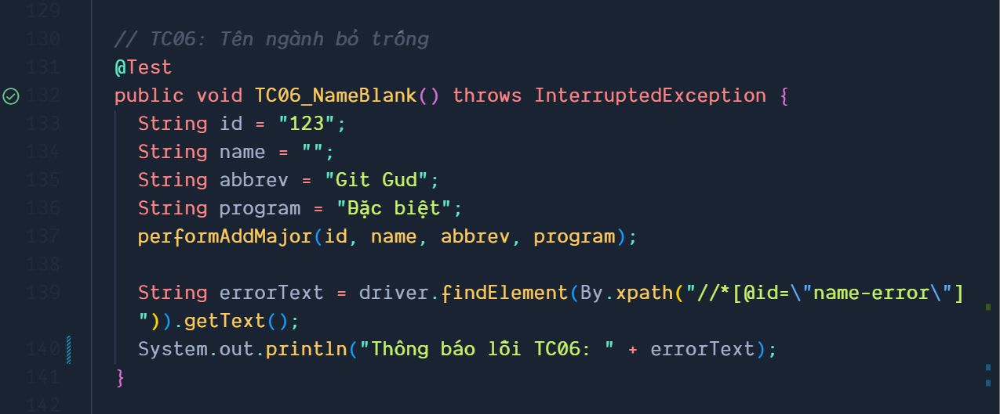 129
130 // TC06: Tên ngành bỏ trống
131 @Test
132 public void TC06_NameBlank() throws InterruptedException {
133 String id = "123";
134 String name = "";
135 String abbrev = "Git Gud";
136 String program = "Đặc biệt";
137 performAddMajor(id, name, abbrev, program);
138
139 String errorText = driver.findElement(By.xpath("//*[@id=\"name-error\"]
")).getText();
140 System.out.println("Thông báo lỗi TC06: " + errorText);
141 }
142